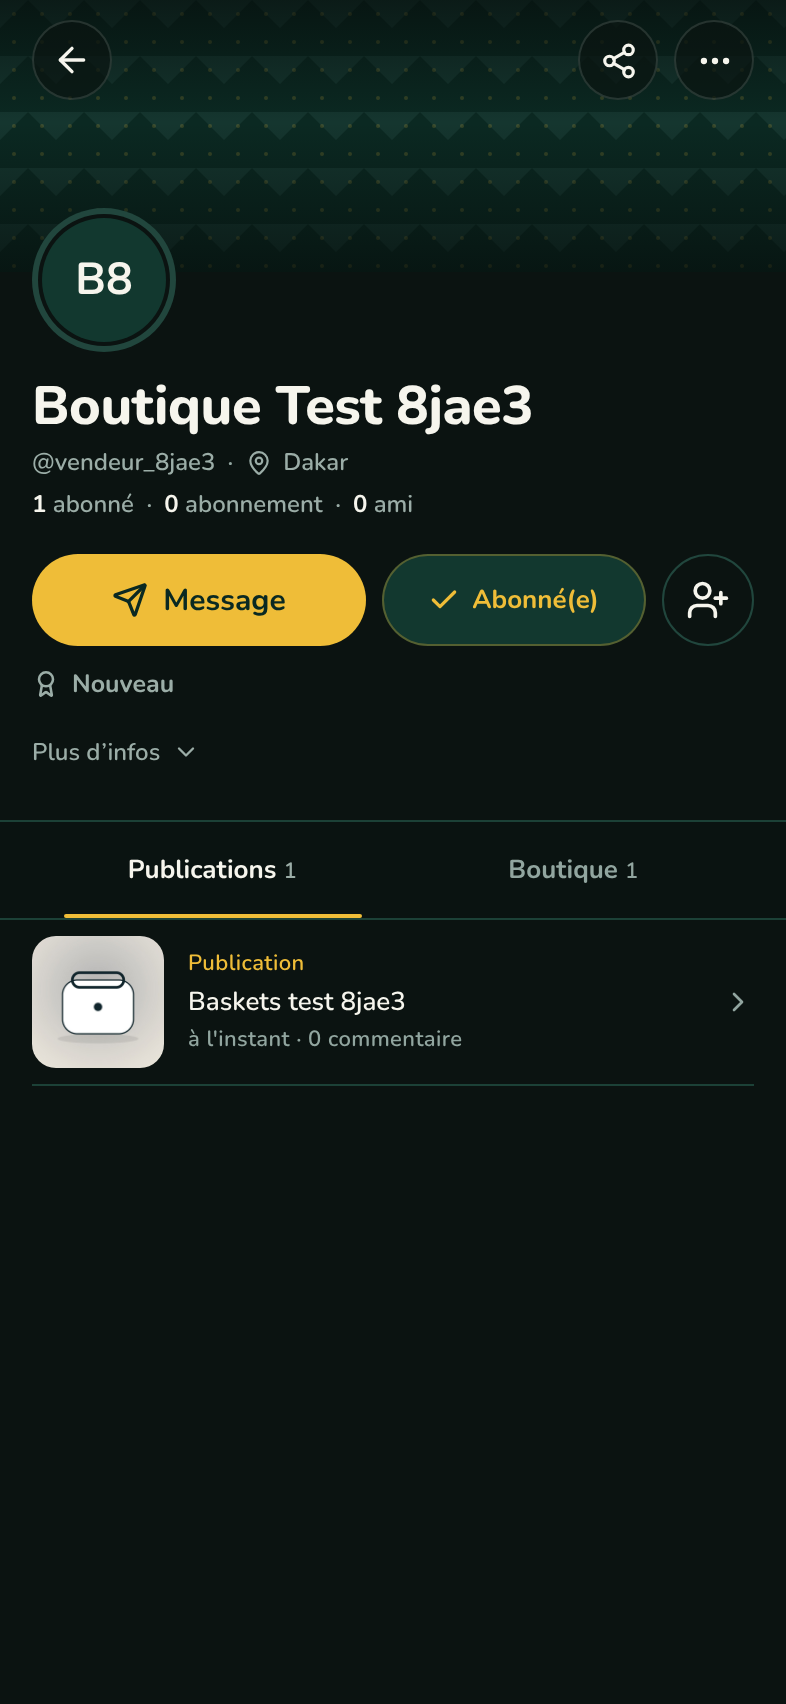 B8
Boutique Test 8jae3
@vendeur_8jae3 · Dakar
1 abonné · 0 abonnement · 0 ami
Message
Abonné(e)
Nouveau
Plus d’infos
Publications 1
Boutique 1
Publication
Baskets test 8jae3
à l'instant · 0 commentaire